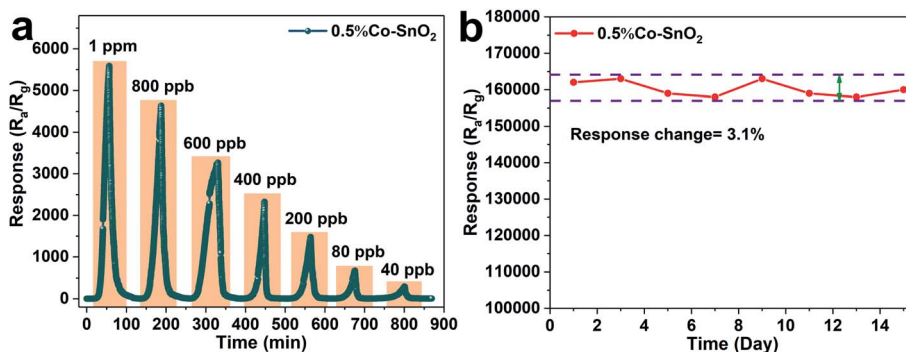 a
0.5%Co-SnO₂
1 ppm
800 ppb
600 ppb
400 ppb
200 ppb
80 ppb
40 ppb
6000
5000
4000
3000
2000
1000
0
Response (Rₐ/R_g)
0 100 200 300 400 500 600 700 800 900
Time (min)
b
0.5%Co-SnO₂
Response change= 3.1%
180000
170000
160000
150000
140000
130000
120000
110000
100000
Response (Rₐ/R_g)
0 2 4 6 8 10 12 14
Time (Day)